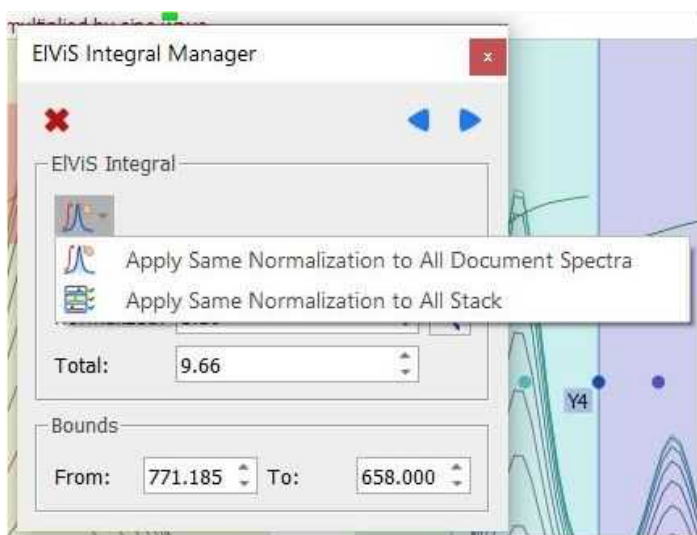 ElViS Integral Manager
ElViS Integral
Apply Same Normalization to All Document Spectra
Apply Same Normalization to All Stack
Total: 9.66
Y4
Bounds
From: 771.185 To: 658.000